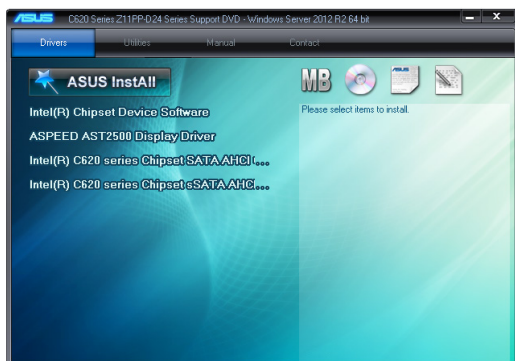 ASUS C620 Series Z11PP-D24 Series Support DVD - Windows Server 2012 R2 64 bit
Drivers Utilities Manual Contact
ASUS InstAll
MB
Please select items to install.
Intel(R) Chipset Device Software
ASPEED AST2500 Display Driver
Intel(R) C620 series Chipset SATA AHCI (...
Intel(R) C620 series Chipset sSATA AHCI...